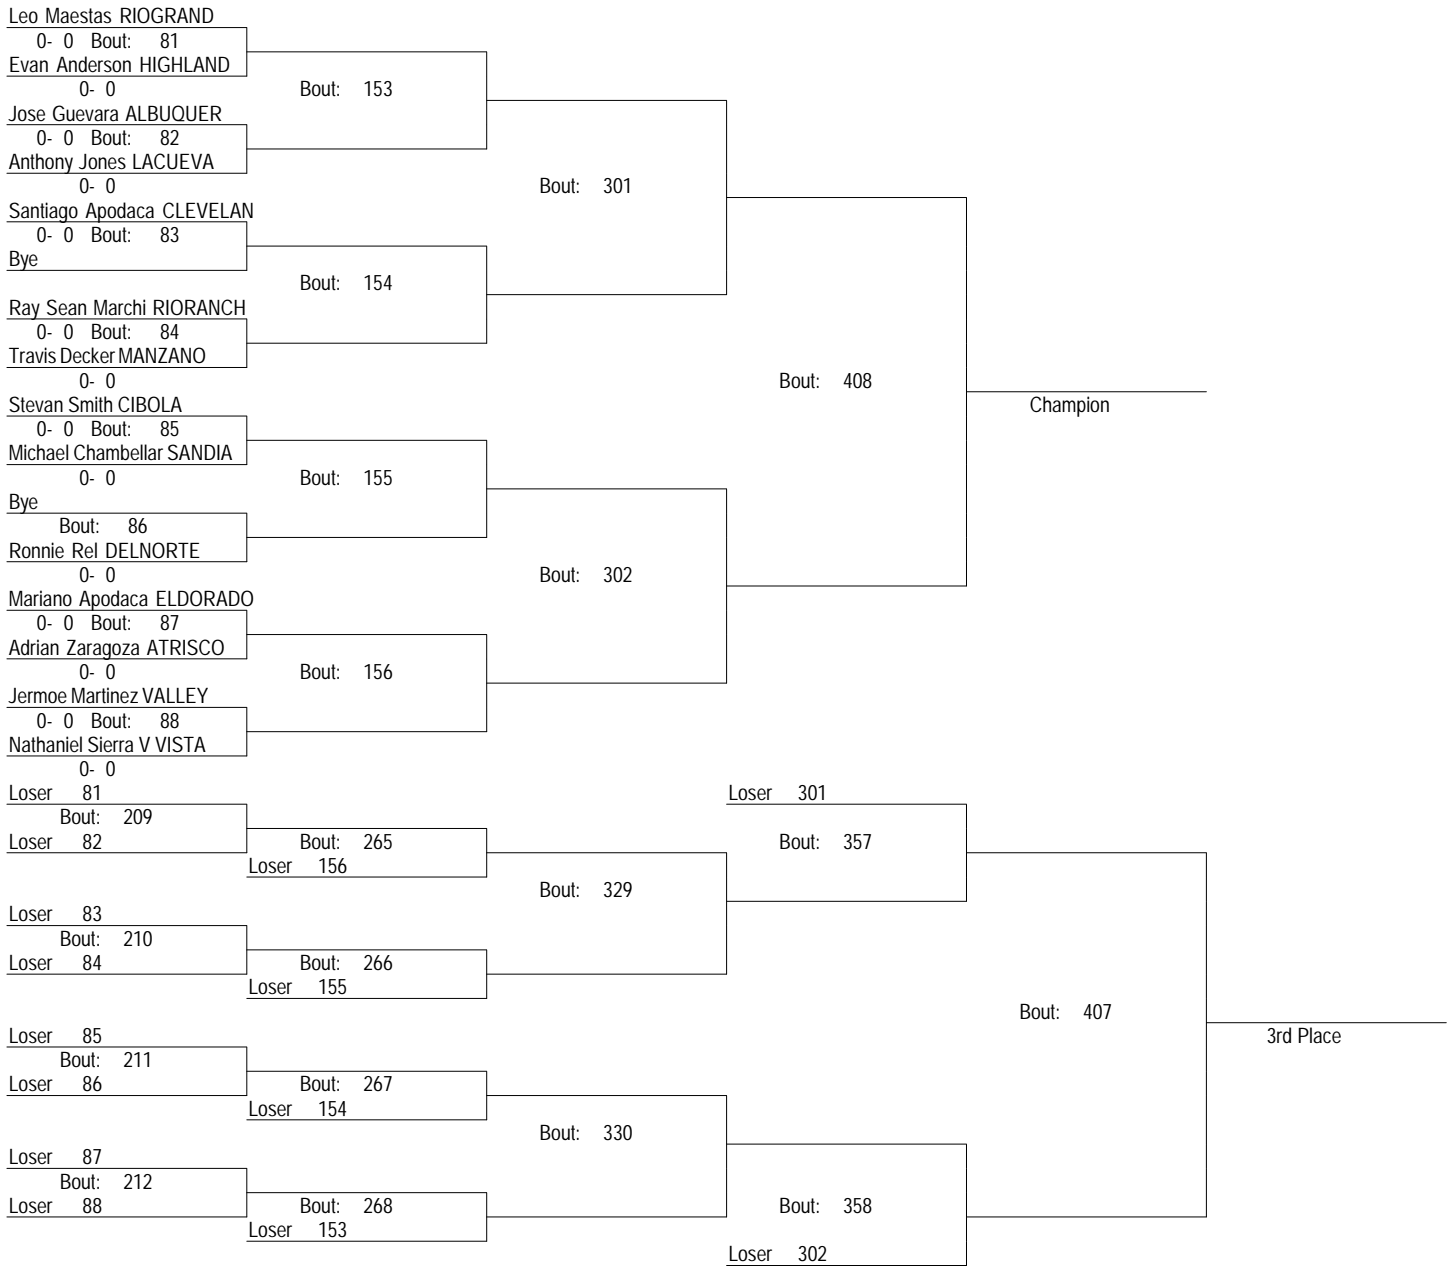 Leo Maestas RIOGRAND
0- 0 Bout: 81
Evan Anderson HIGHLAND
0- 0 Bout: 153
Jose Guevara ALBUQUER
0- 0 Bout: 82
Anthony Jones LACUEVA
0- 0 Bout: 301
Santiago Apodaca CLEVELAN
0- 0 Bout: 83
Bye
Bout: 154
Ray Sean Marchi RIORANCH
0- 0 Bout: 84
Travis Decker MANZANO
0- 0 Bout: 408
Stevan Smith CIBOLA Champion
0- 0 Bout: 85
Michael Chambellar SANDIA
0- 0 Bout: 155
Bye
Bout: 86
Ronnie Rel DELNORTE
0- 0 Bout: 302
Mariano Apodaca ELDORADO
0- 0 Bout: 87
Adrian Zaragoza ATRISCO
0- 0 Bout: 156
Jermoe Martinez VALLEY
0- 0 Bout: 88
Nathaniel Sierra V VISTA
0- 0
Loser 81 Loser 301
Bout: 209
Loser 82 Bout: 265 Bout: 357
Loser 156
Bout: 329
Loser 83
Bout: 210
Loser 84 Bout: 266
Loser 155
Bout: 407
Loser 85 3rd Place
Bout: 211
Loser 86 Bout: 267
Loser 154
Bout: 330
Loser 87
Bout: 212
Loser 88 Bout: 268 Bout: 358
Loser 153
Loser 302